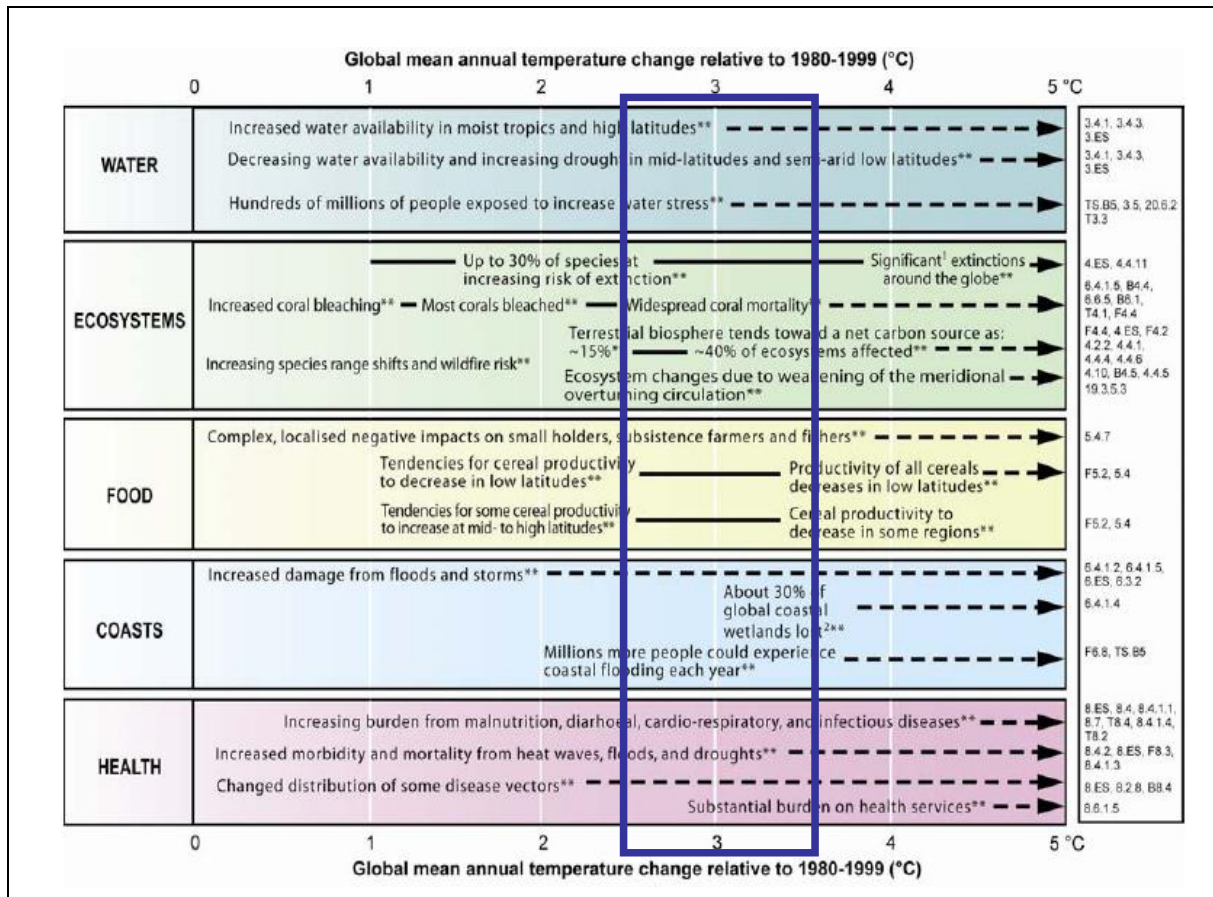 Global mean annual temperature change relative to 1980-1999 (°C)
0 1 2 3 4 5 °C
WATER
Increased water availability in moist tropics and high latitudes**
3.4.1, 3.4.3,
3.ES
Decreasing water availability and increasing drought in mid-latitudes and semi-arid low latitudes**
3.4.1, 3.4.3,
3.ES
Hundreds of millions of people exposed to increase water stress**
TS.B5, 3.5, 20.6.2
T3.3
ECOSYSTEMS
Up to 30% of species at
increasing risk of extinction**
Significant¹ extinctions
around the globe**
4.ES, 4.4.11
Increased coral bleaching** Most corals bleached** Widespread coral mortality**
6.4.1.5, B4.4,
6.6.5, B6.1,
T4.1, F4.4
Terrestrial biosphere tends toward a net carbon source as:
~15%* ~40% of ecosystems affected**
F4.4, 4.ES, F4.2
4.2.2, 4.4.1,
4.4.4, 4.4.6
Increasing species range shifts and wildfire risk**
4.10, B4.5, 4.4.5
Ecosystem changes due to weakening of the meridional
overturning circulation**
19.3.5.3
FOOD
Complex, localised negative impacts on small holders, subsistence farmers and fishers**
5.4.7
Tendencies for cereal productivity
to decrease in low latitudes**
Productivity of all cereals
decreases in low latitudes**
F5.2, 5.4
Tendencies for some cereal productivity
to increase at mid- to high latitudes**
Cereal productivity to
decrease in some regions**
F5.2, 5.4
COASTS
Increased damage from floods and storms**
6.4.1.2, 6.4.1.5,
6.ES, 6.3.2
About 30% of
global coastal
wetlands lost²**
6.4.1.4
Millions more people could experience
coastal flooding each year**
F6.8, TS.B5
HEALTH
Increasing burden from malnutrition, diarhoeal, cardio-respiratory, and infectious diseases**
8.ES, 8.4, 8.4.1.1,
8.7, T8.4, 8.4.1.4,
T8.2
Increased morbidity and mortality from heat waves, floods, and droughts**
8.4.2, 8.ES, F8.3,
8.4.1.3
Changed distribution of some disease vectors**
8.ES, 8.2.8, B8.4
Substantial burden on health services**
8.6.1.5
0 1 2 3 4 5 °C
Global mean annual temperature change relative to 1980-1999 (°C)